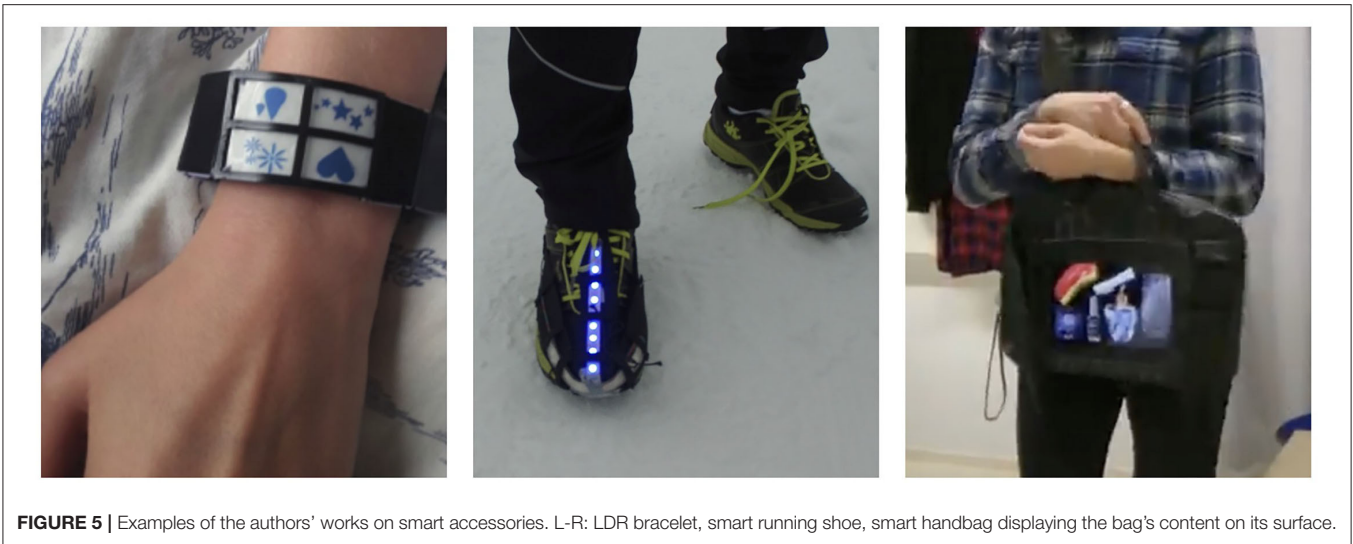 FIGURE 5 | Examples of the authors' works on smart accessories. L-R: LDR bracelet, smart running shoe, smart handbag displaying the bag's content on its surface.